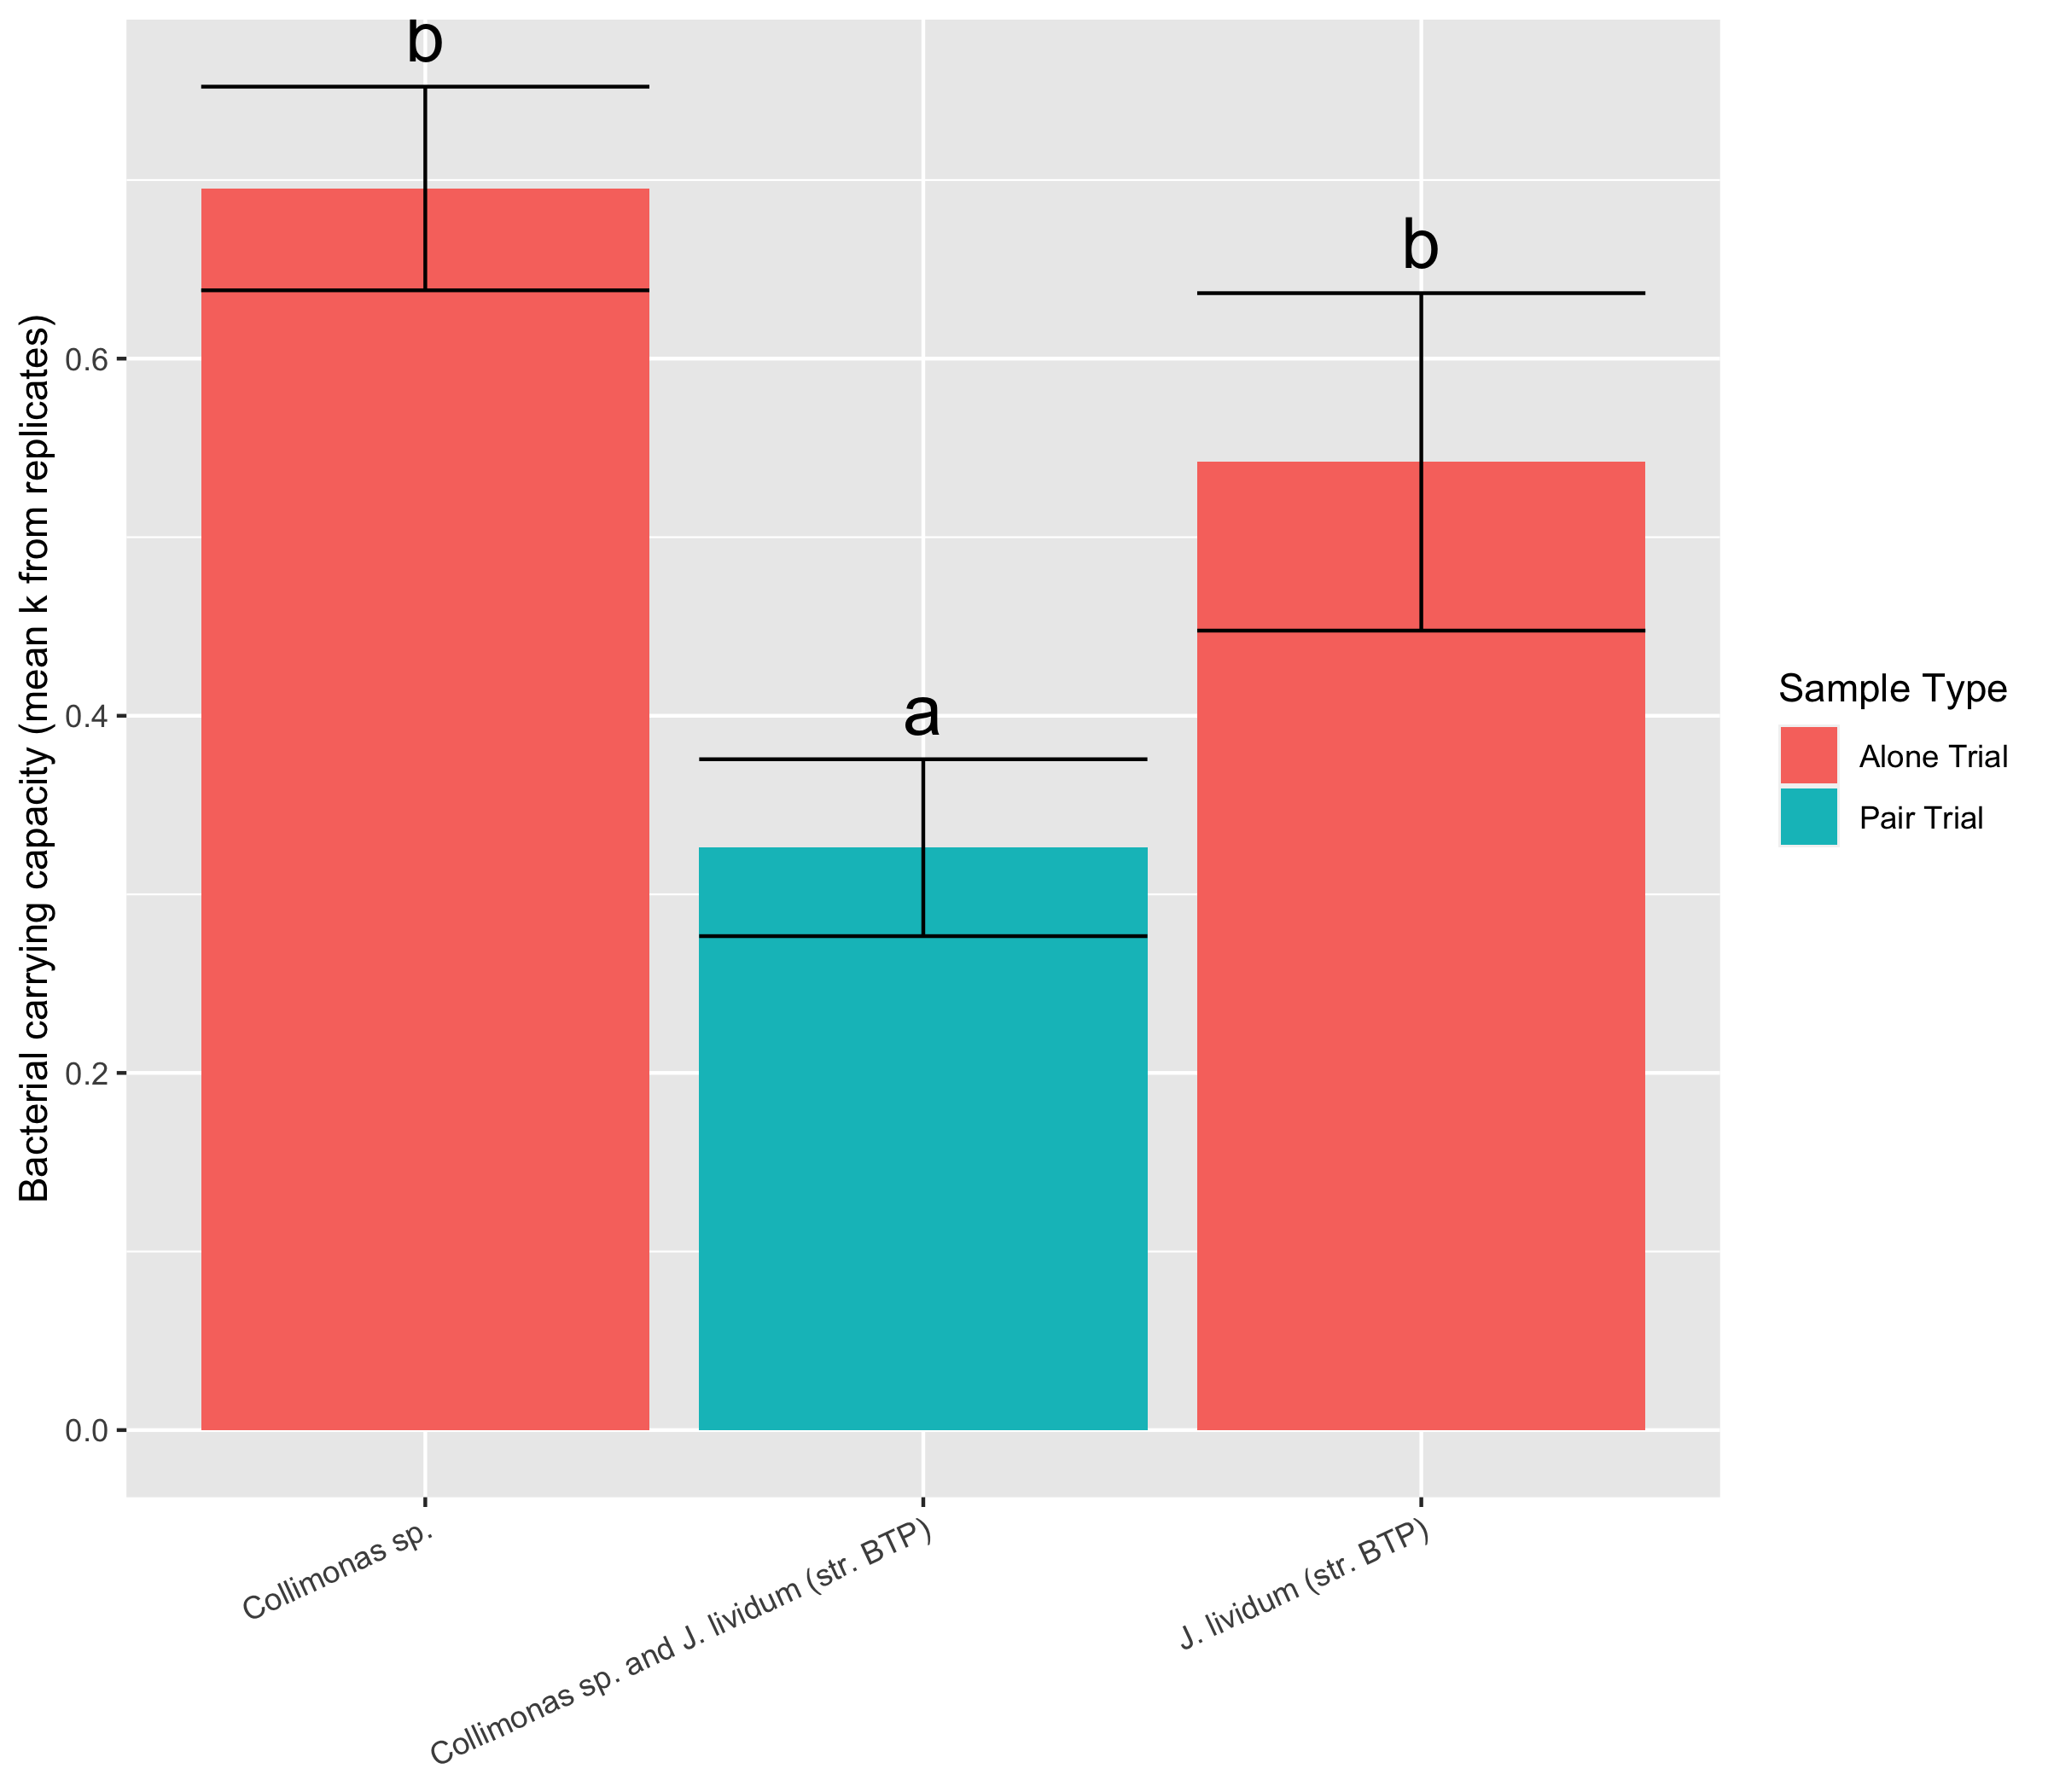 b
b
a
Bacterial carrying capacity (mean k from replicates)
0.6
0.4
0.2
0.0
Collimonas sp.
Collimonas sp. and J. lividum (str. BTP)
J. lividum (str. BTP)
Sample Type
Alone Trial
Pair Trial